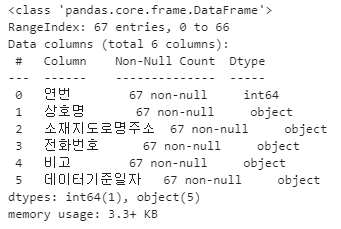 <class 'pandas.core.frame.DataFrame'>
RangeIndex: 67 entries, 0 to 66
Data columns (total 6 columns):
 #   Column    Non-Null Count  Dtype
---  ------    --------------  -----
 0   연번         67 non-null     int64
 1   상호명        67 non-null     object
 2   소재지도로명주소  67 non-null     object
 3   전화번호       67 non-null     object
 4   비고         67 non-null     object
 5   데이터기준일자   67 non-null     object
dtypes: int64(1), object(5)
memory usage: 3.3+ KB